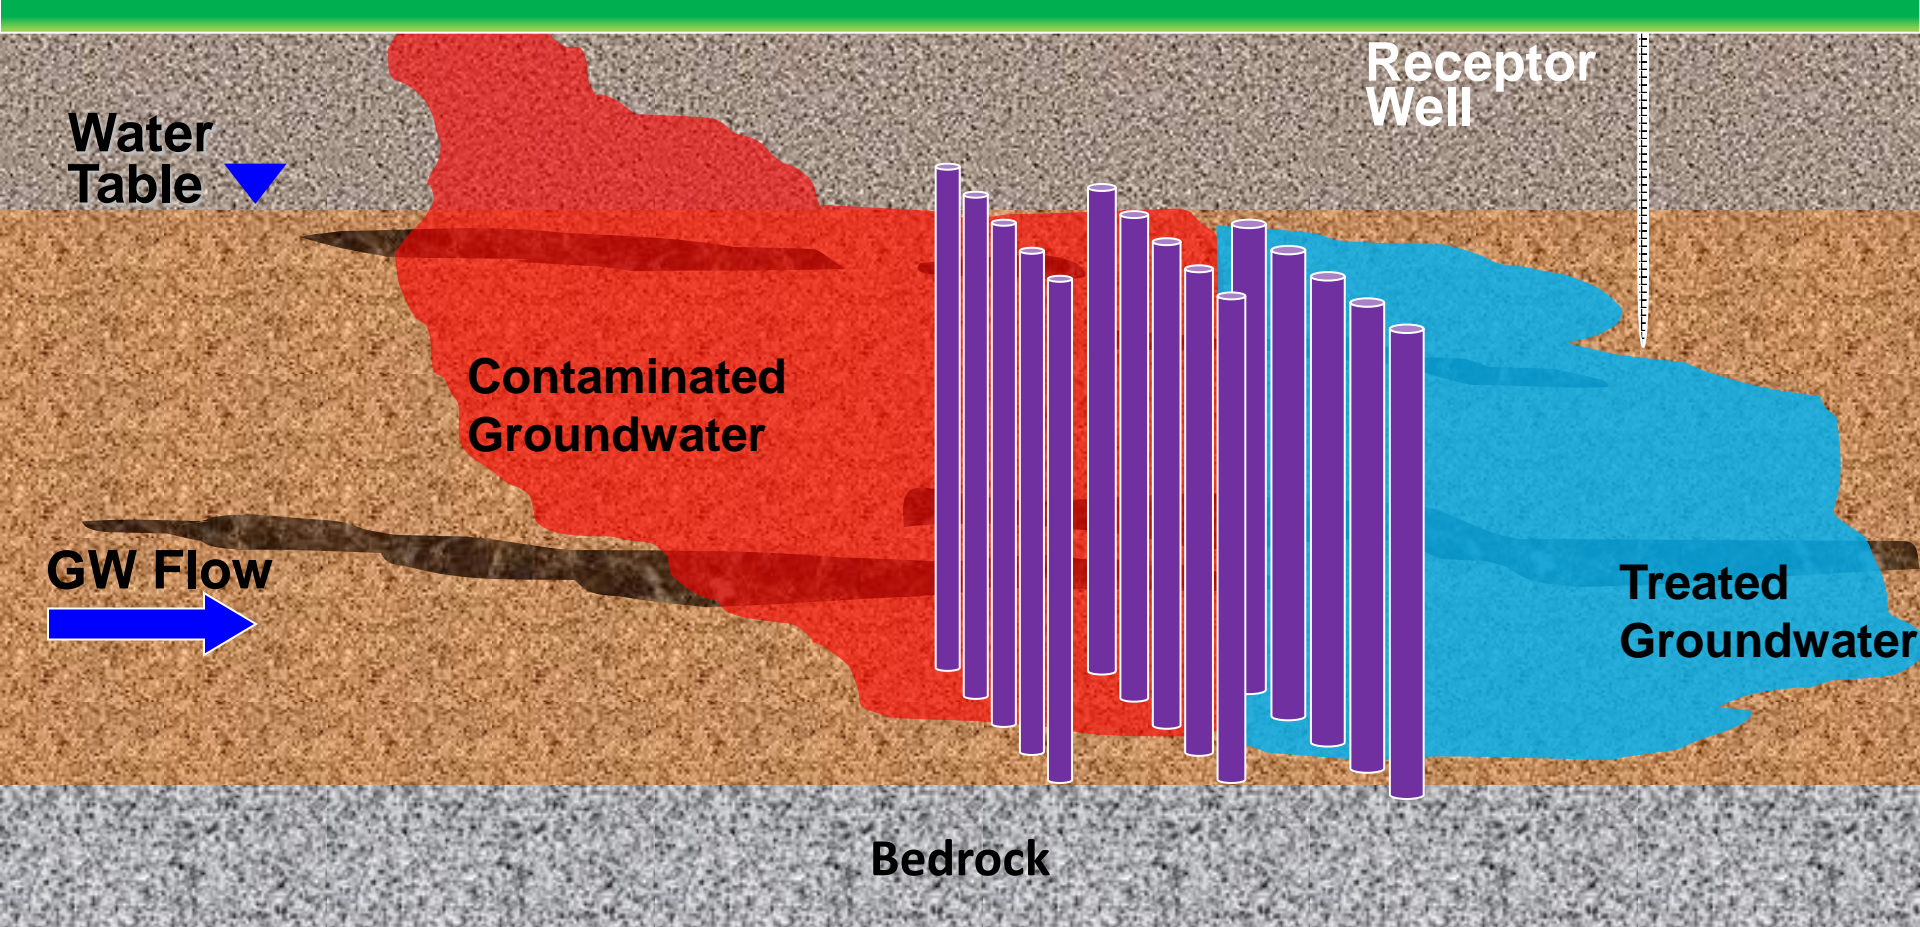 Receptor
Well
Water
Table
Contaminated
Groundwater
GW Flow
Treated
Groundwater
Bedrock